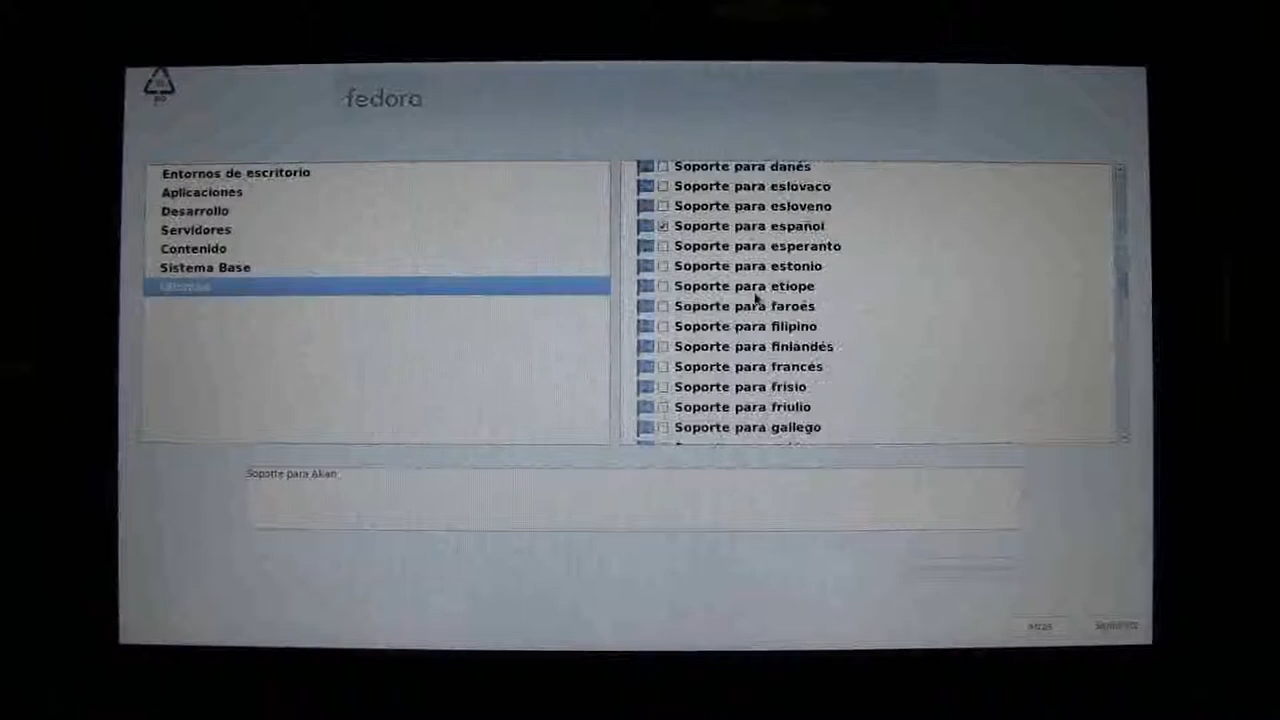 fedora
Entornos de escritorio
Aplicaciones
Desarrollo
Servidores
Contenido
Sistema Base
Idiomas
Soporte para danés
Soporte para eslovaco
Soporte para esloveno
Soporte para español
Soporte para esperanto
Soporte para estonio
Soporte para etíope
Soporte para faroés
Soporte para filipino
Soporte para finlandés
Soporte para francés
Soporte para frisio
Soporte para friulio
Soporte para gallego
Soporte para Akan
Atrás